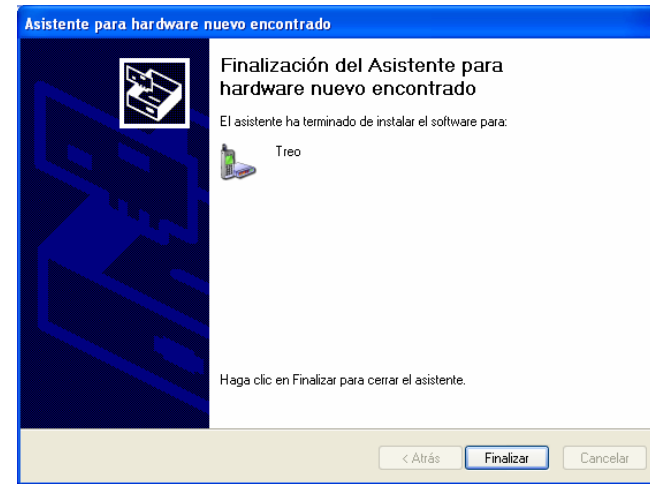 Asistente para hardware nuevo encontrado
Finalización del Asistente para
hardware nuevo encontrado
El asistente ha terminado de instalar el software para:
Treo
Haga clic en Finalizar para cerrar el asistente.
< Atrás
Finalizar
Cancelar